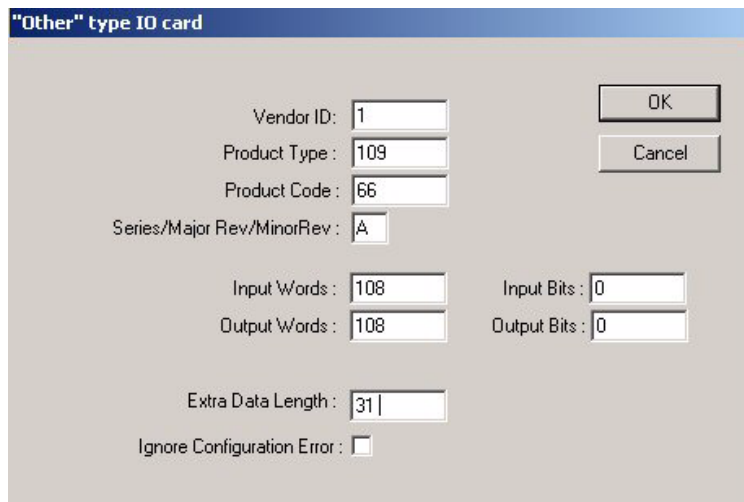 "Other" type IO card
Vendor ID: 1
OK
Product Type : 109
Cancel
Product Code : 66
Series/Major Rev/MinorRev : A
Input Words : 108 Input Bits : 0
Output Words : 108 Output Bits : 0
Extra Data Length : 31
Ignore Configuration Error :